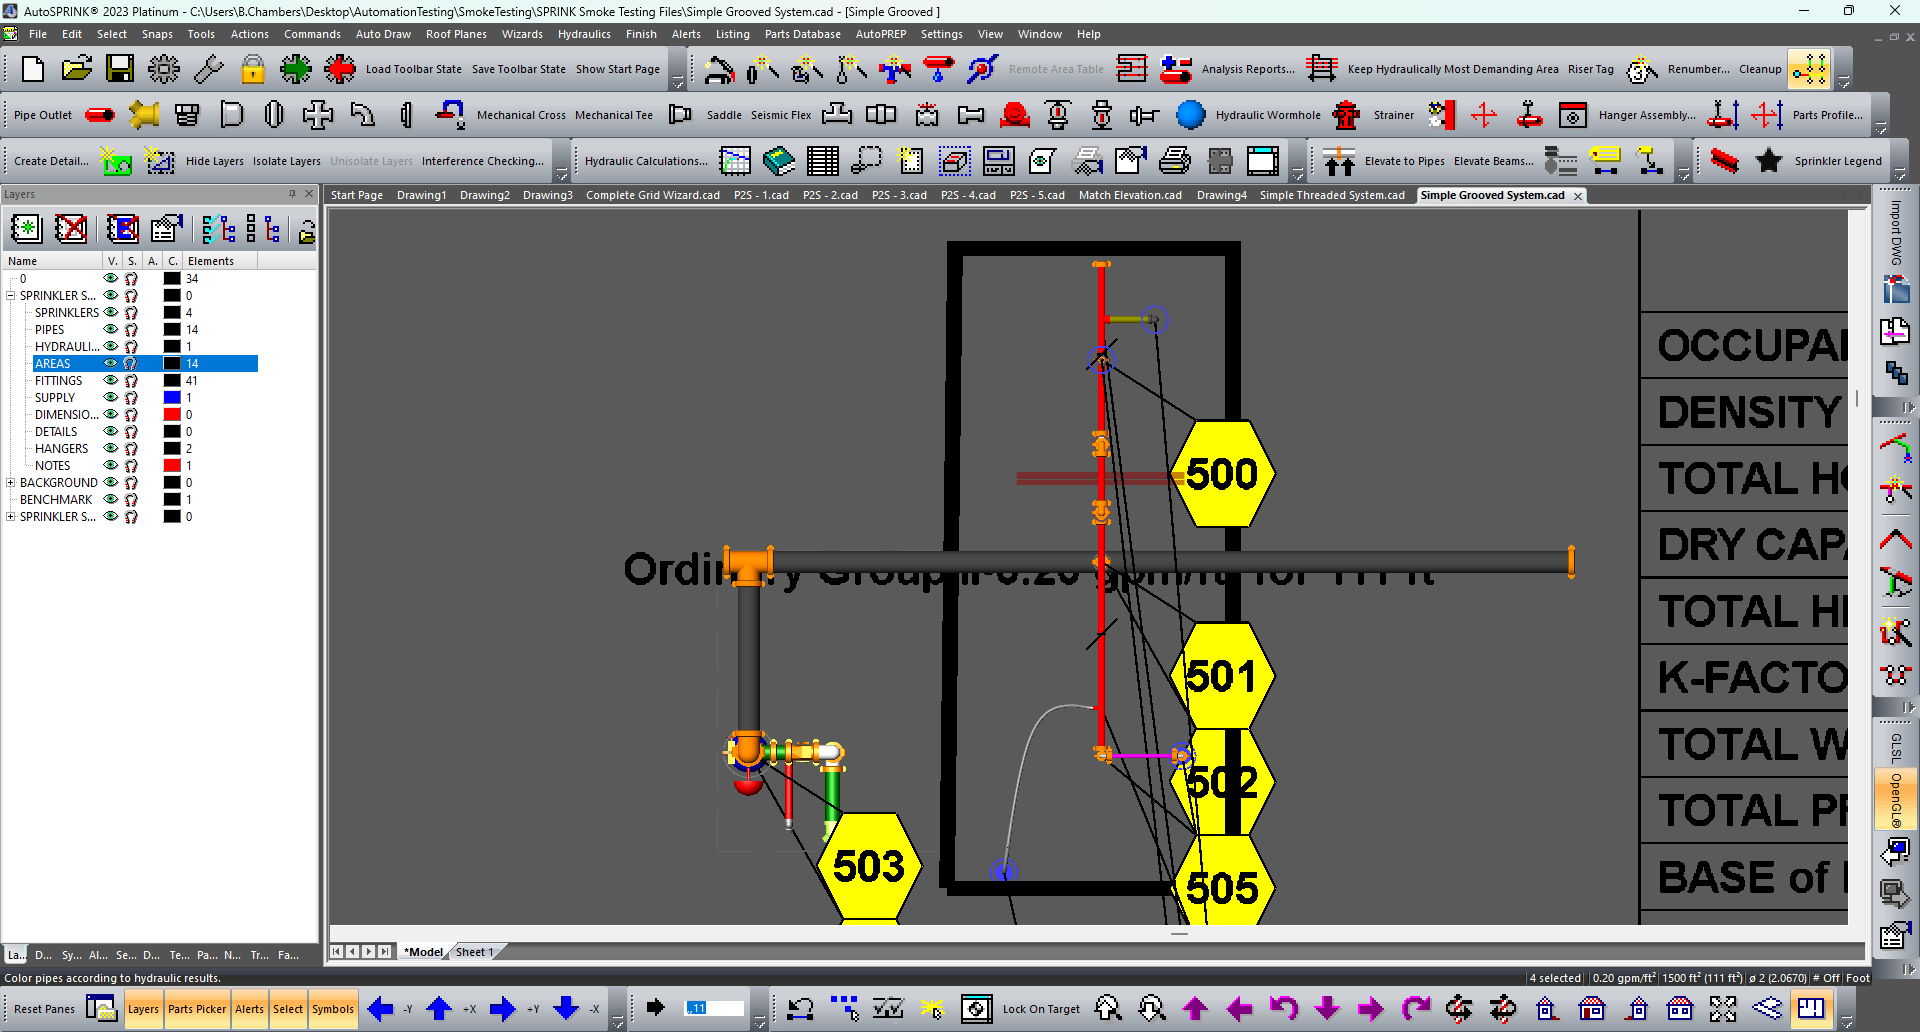 AutoSPRINK® 2023 Platinum - C:\Users\B.Chambers\Desktop\AutomationTesting\SmokeTesting\SPRINK Smoke Testing Files\Simple Grooved System.cad - [Simple Grooved ]
File Edit Select Snaps Tools Actions Commands Auto Draw Roof Planes Wizards Hydraulics Finish Alerts Listing Parts Database AutoPREP Settings View Window Help
Load Toolbar State Save Toolbar State Show Start Page Remote Area Table Analysis Reports... Keep Hydraulically Most Demanding Area Riser Tag Renumber... Cleanup
Pipe Outlet Mechanical Cross Mechanical Tee Saddle Seismic Flex Hydraulic Wormhole Strainer Hanger Assembly... Parts Profile...
Create Detail... Hide Layers Isolate Layers Unisolate Layers Interference Checking... Hydraulic Calculations... Elevate to Pipes Elevate Beams... Sprinkler Legend
Layers
Start Page Drawing1 Drawing2 Drawing3 Complete Grid Wizard.cad P2S - 1.cad P2S - 2.cad P2S - 3.cad P2S - 4.cad P2S - 5.cad Match Elevation.cad Drawing4 Simple Threaded System.cad Simple Grooved System.cad
Name V. S. A. C. Elements
0 34
SPRINKLER S... 0
SPRINKLERS 4
PIPES 14
HYDRAULI... 1
AREAS 14
FITTINGS 41
SUPPLY 1
DIMENSIO... 0
DETAILS 0
HANGERS 2
NOTES 1
BACKGROUND 0
BENCHMARK 1
SPRINKLER S... 0
500
501
502
503
505
OCCUPA
DENSITY
TOTAL H
DRY CAP
TOTAL HE
K-FACTO
TOTAL W
TOTAL P
BASE of
Import DWG
GLSL
OpenGL®
La... D... Sy... Al... Se... D... Te... Pa... N... Tr... Fa...
*Model Sheet 1
Color pipes according to hydraulic results.
4 selected 0.20 gpm/ft² 1500 ft² (111 ft²) ø 2 (2.0670) # Off Foot
Reset Panes Layers Parts Picker Alerts Select Symbols -Y +X +Y -X ,,11 Lock On Target